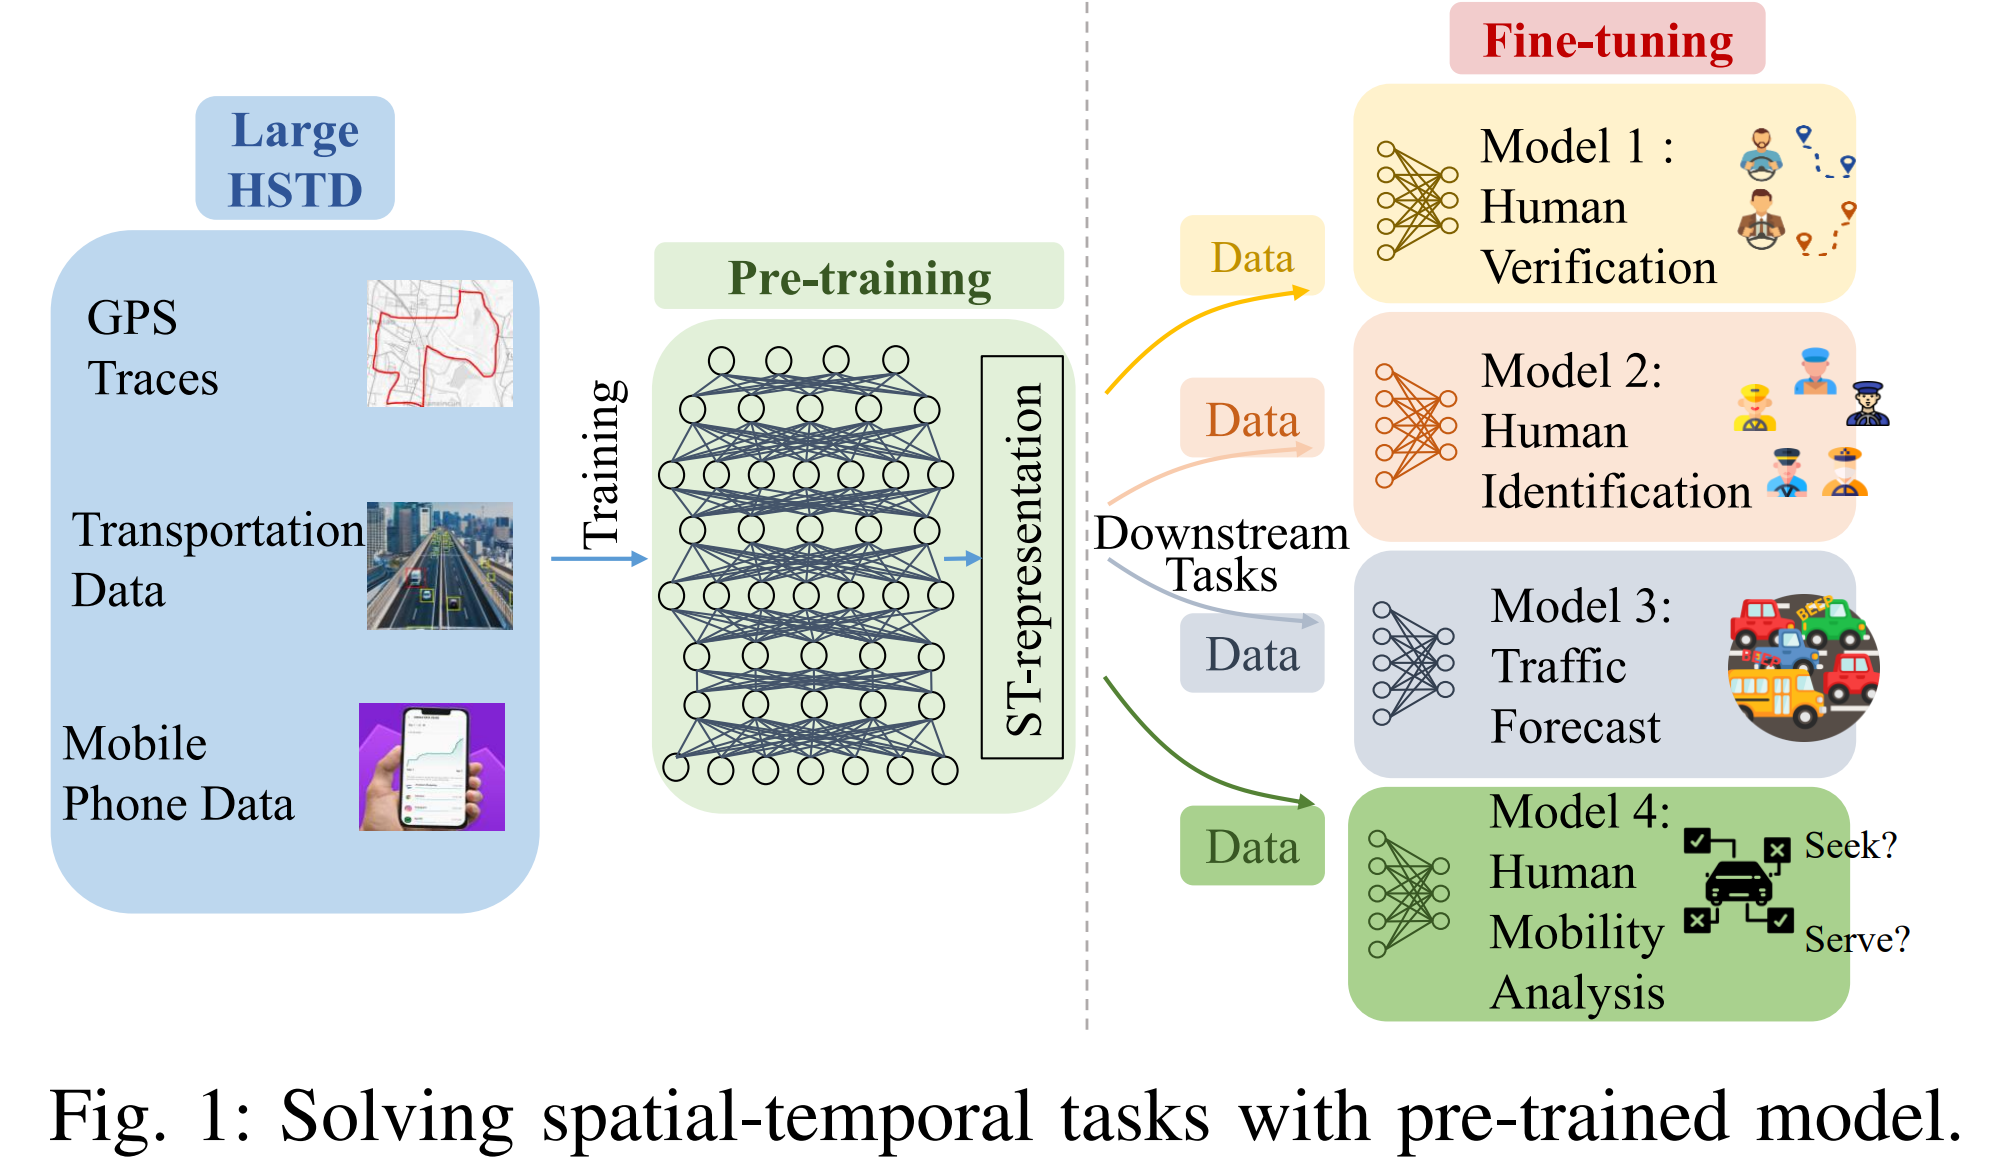 Large
HSTD
GPS
Traces
Transportation
Data
Mobile
Phone Data
Training
Pre-training
ST-representation
Downstream
Tasks
Fine-tuning
Data
Model 1 :
Human
Verification
Data
Model 2:
Human
Identification
Data
Model 3:
Traffic
Forecast
BEEP
BEEP
Data
Model 4:
Human
Mobility
Analysis
Seek?
Serve?
Fig. 1: Solving spatial-temporal tasks with pre-trained model.